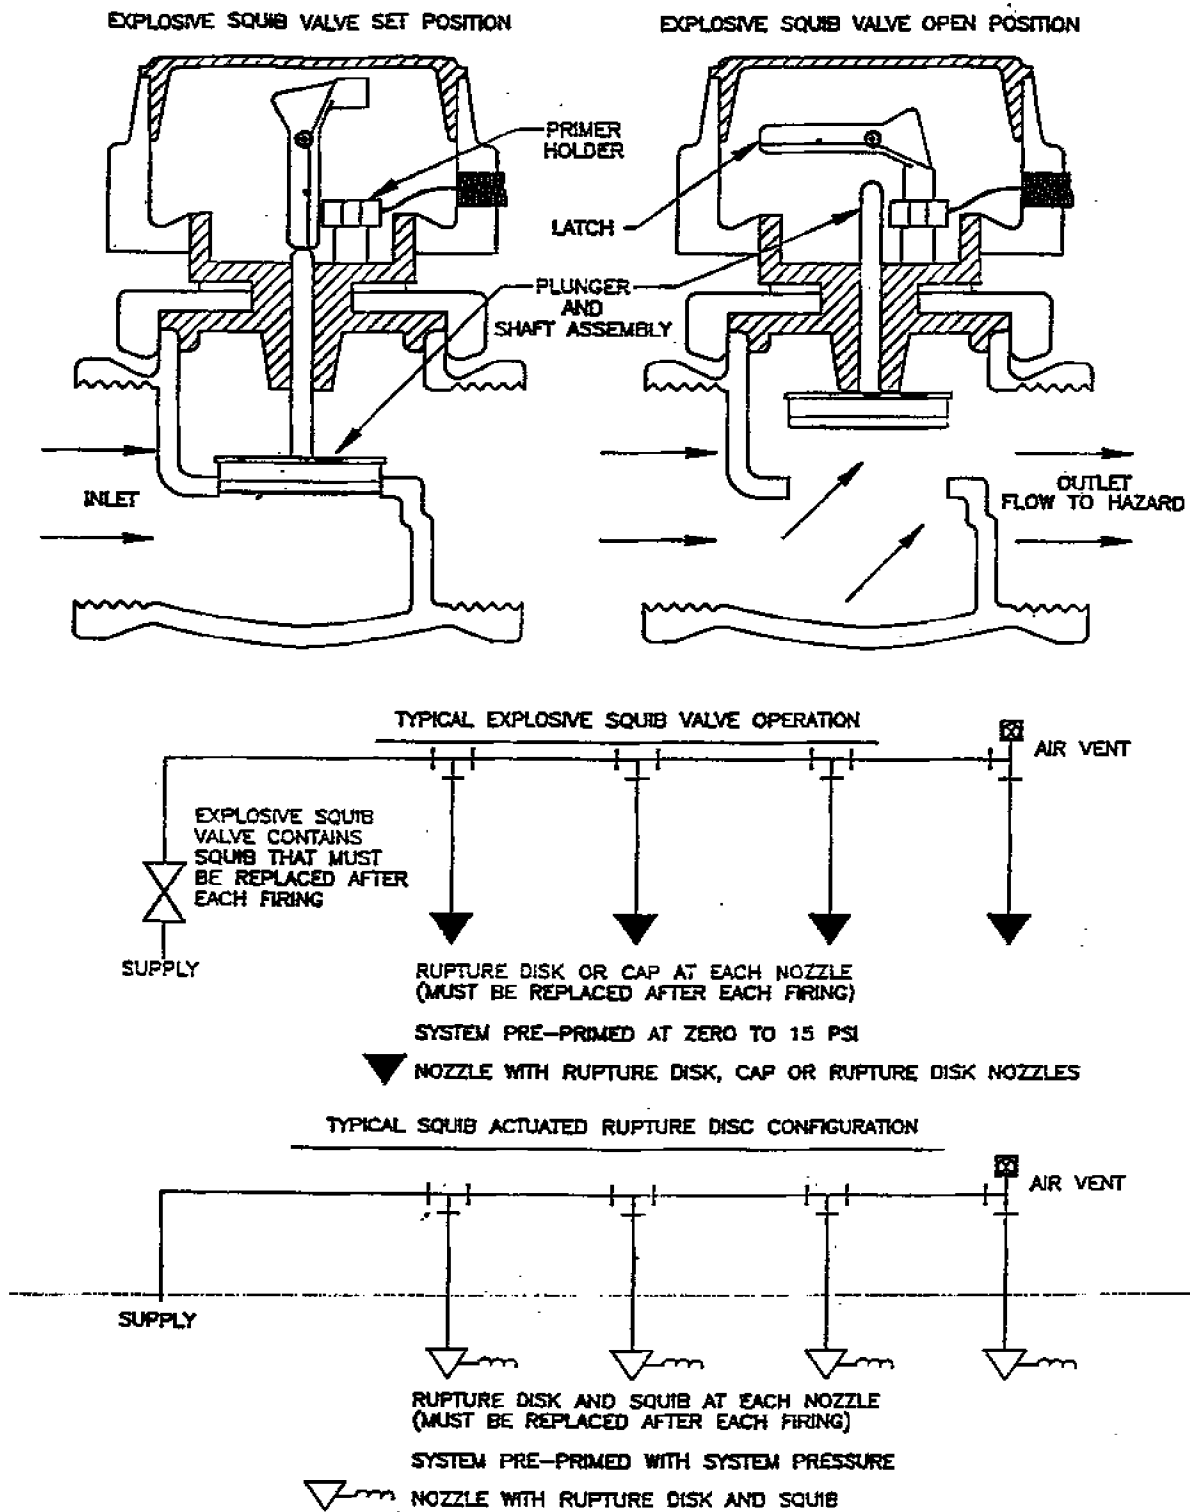 EXPLOSIVE SQUIB VALVE SET POSITION
EXPLOSIVE SQUIB VALVE OPEN POSITION
PRIMER
HOLDER
LATCH
PLUNGER
AND
SHAFT ASSEMBLY
INLET
OUTLET
FLOW TO HAZARD
TYPICAL EXPLOSIVE SQUIB VALVE OPERATION
AIR VENT
EXPLOSIVE SQUIB
VALVE CONTAINS
SQUIB THAT MUST
BE REPLACED AFTER
EACH FIRING
SUPPLY
RUPTURE DISK OR CAP AT EACH NOZZLE
(MUST BE REPLACED AFTER EACH FIRING)
SYSTEM PRE-PRIMED AT ZERO TO 15 PSI
NOZZLE WITH RUPTURE DISK, CAP OR RUPTURE DISK NOZZLES
TYPICAL SQUIB ACTUATED RUPTURE DISC CONFIGURATION
AIR VENT
SUPPLY
RUPTURE DISK AND SQUIB AT EACH NOZZLE
(MUST BE REPLACED AFTER EACH FIRING)
SYSTEM PRE-PRIMED WITH SYSTEM PRESSURE
NOZZLE WITH RUPTURE DISK AND SQUIB